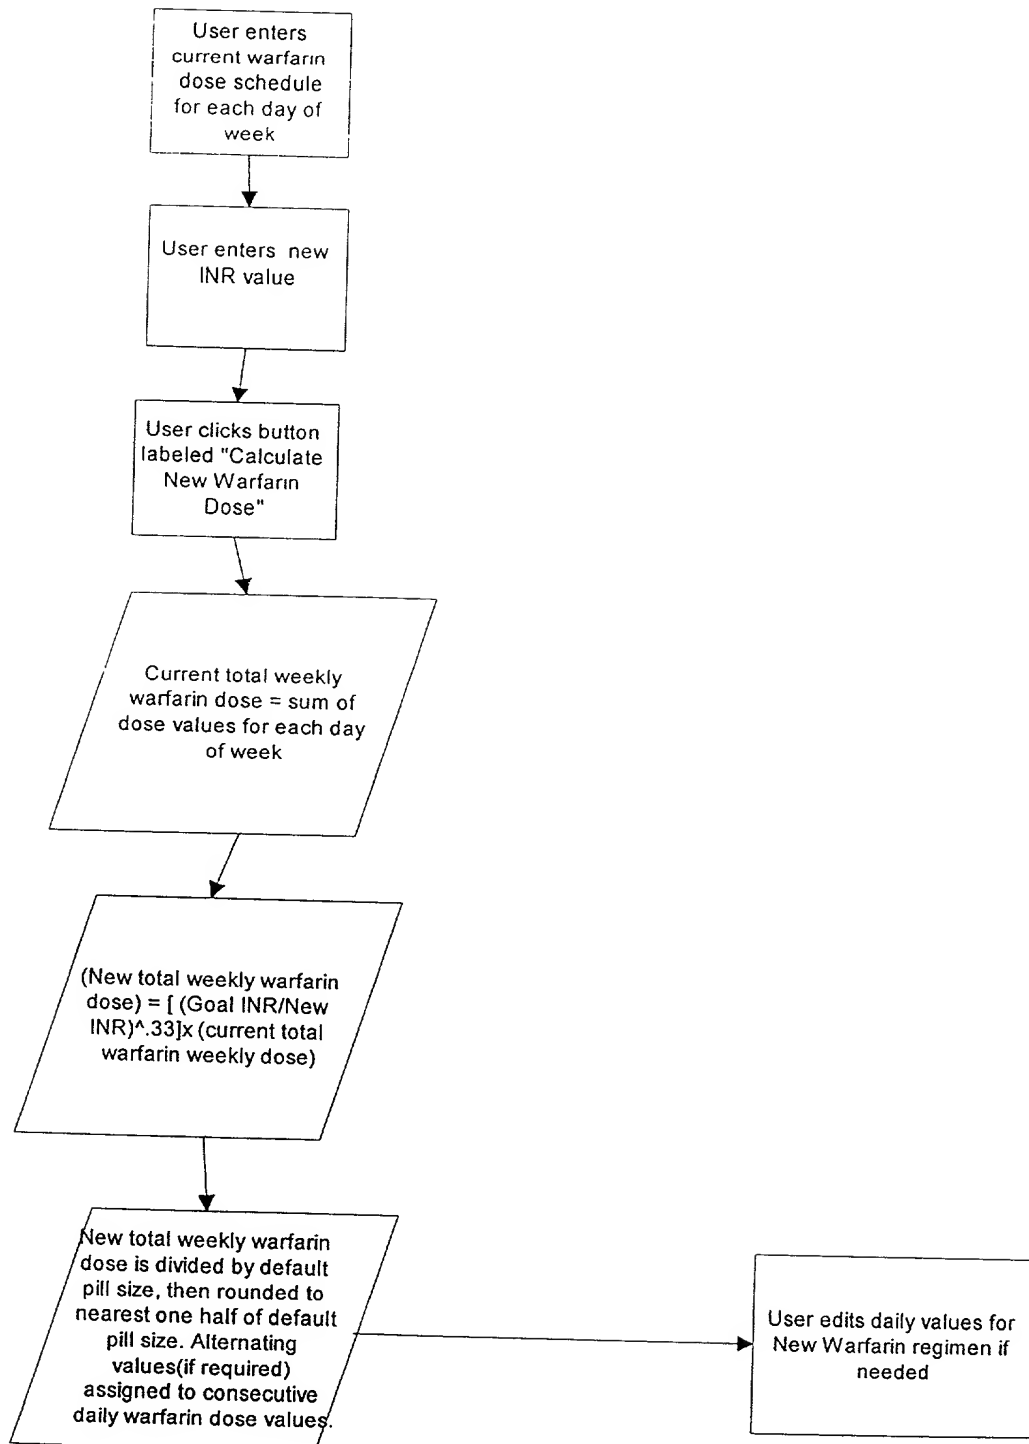 User enters
current warfarin
dose schedule
for each day of
week
User enters new
INR value
User clicks button
labeled "Calculate
New Warfarin
Dose"
Current total weekly
warfarin dose = sum of
dose values for each day
of week
(New total weekly warfarin
dose) = [ (Goal INR/New
INR)^.33]x (current total
warfarin weekly dose)
New total weekly warfarin
dose is divided by default
pill size, then rounded to
nearest one half of default
pill size. Alternating
values(if required)
assigned to consecutive
daily warfarin dose values.
User edits daily values for
New Warfarin regimen if
needed